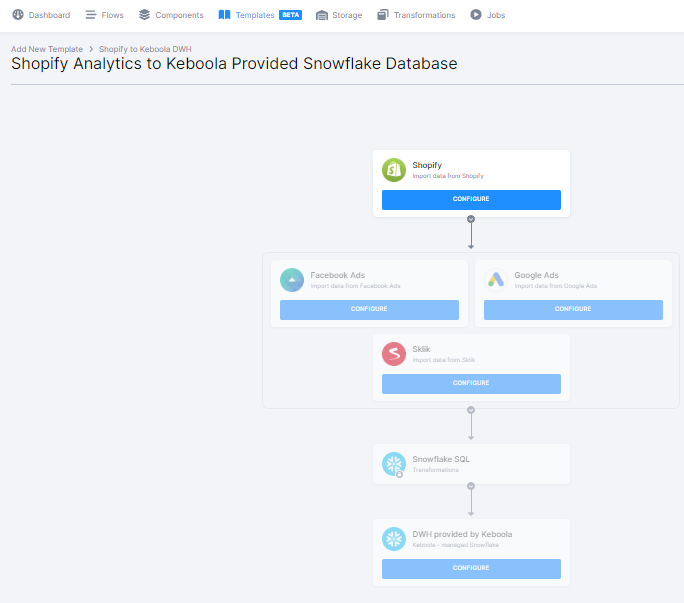 Dashboard Flows Components Templates BETA Storage Transformations Jobs
Add New Template > Shopify to Keboola DWH
Shopify Analytics to Keboola Provided Snowflake Database
Shopify
Import data from Shopify
CONFIGURE
Facebook Ads
Import data from Facebook Ads
CONFIGURE
Google Ads
Import data from Google Ads
CONFIGURE
Sklik
Import data from Sklik
CONFIGURE
Snowflake SQL
Transformations
DWH provided by Keboola
Keboola - managed Snowflake
CONFIGURE